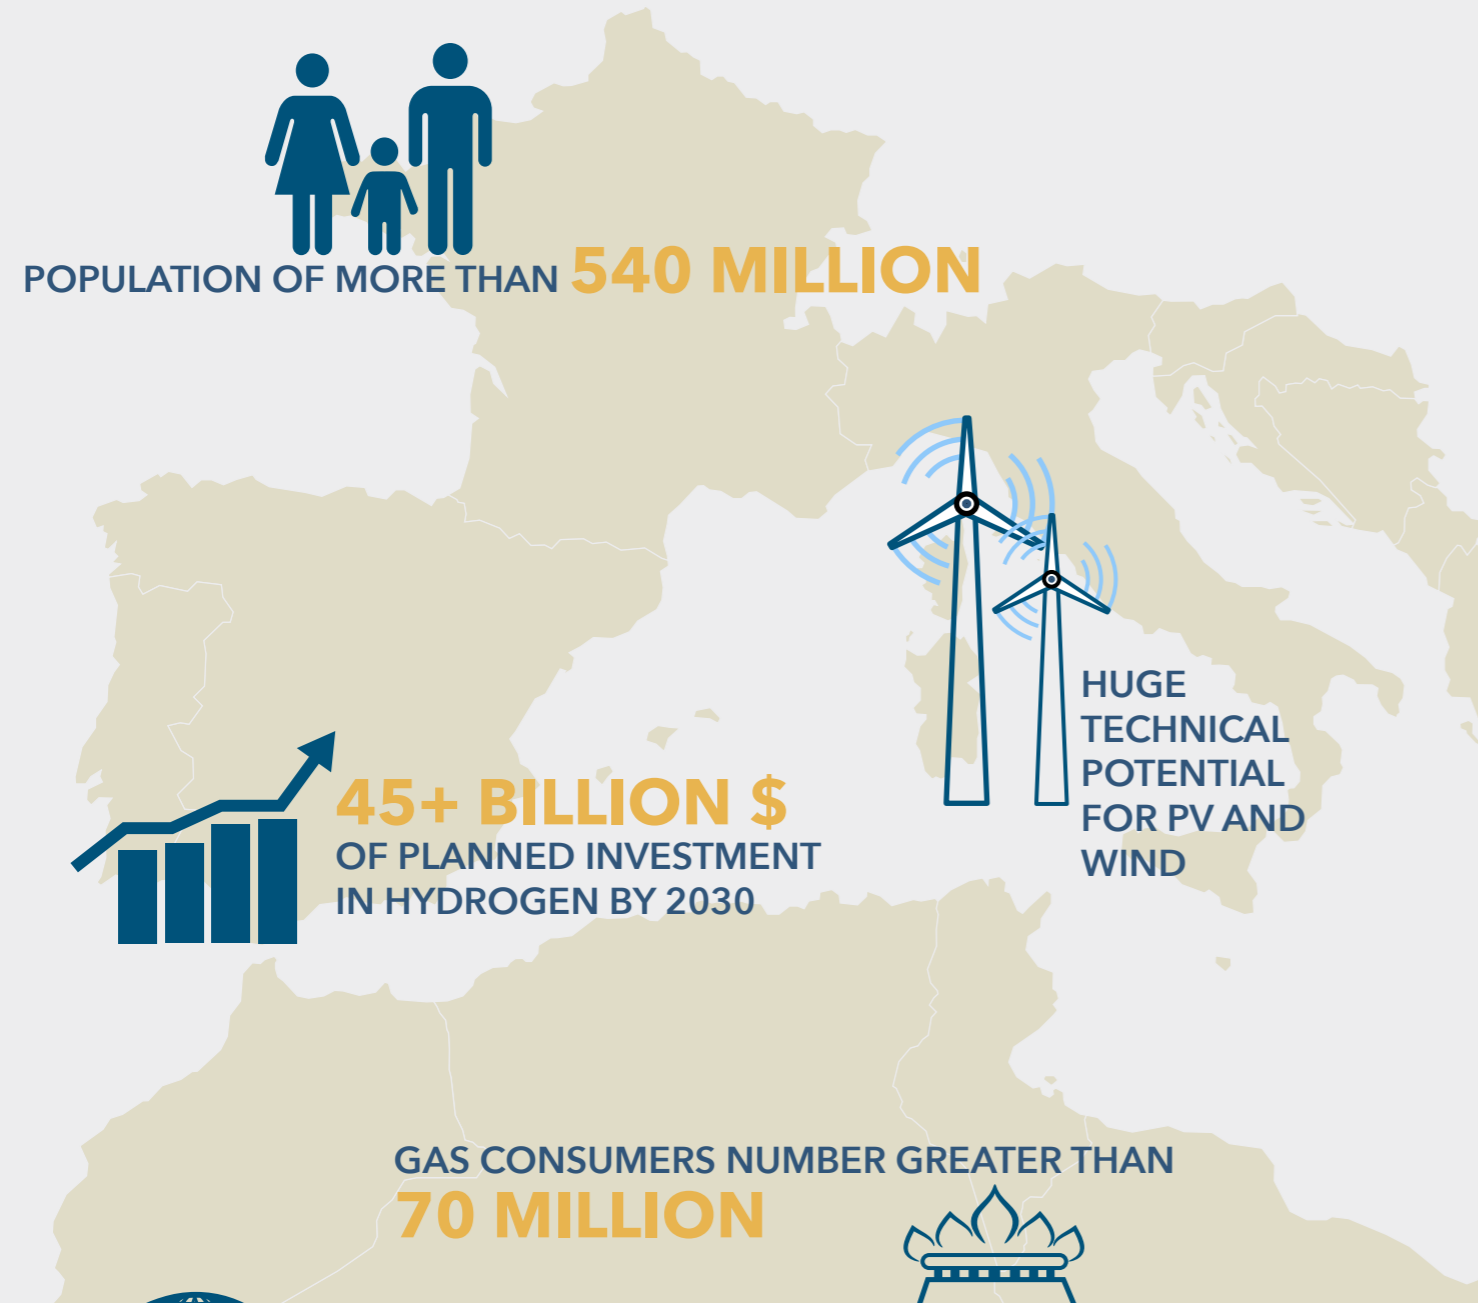 POPULATION OF MORE THAN 540 MILLION
HUGE
TECHNICAL
POTENTIAL
FOR PV AND
WIND
45+ BILLION $
OF PLANNED INVESTMENT
IN HYDROGEN BY 2030
GAS CONSUMERS NUMBER GREATER THAN
70 MILLION